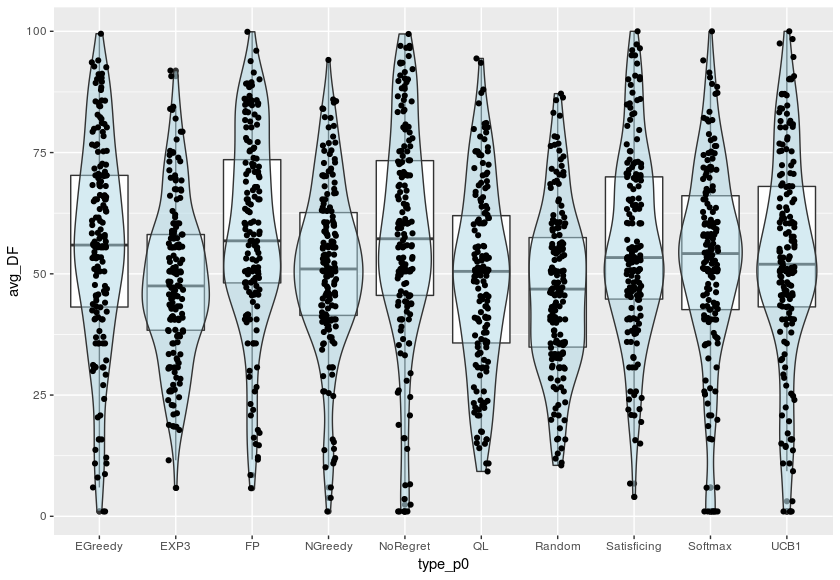 100
75
50
25
0
avg_DF
EGreedy EXP3 FP NGreedy NoRegret QL Random Satisficing Softmax UCB1
type_p0